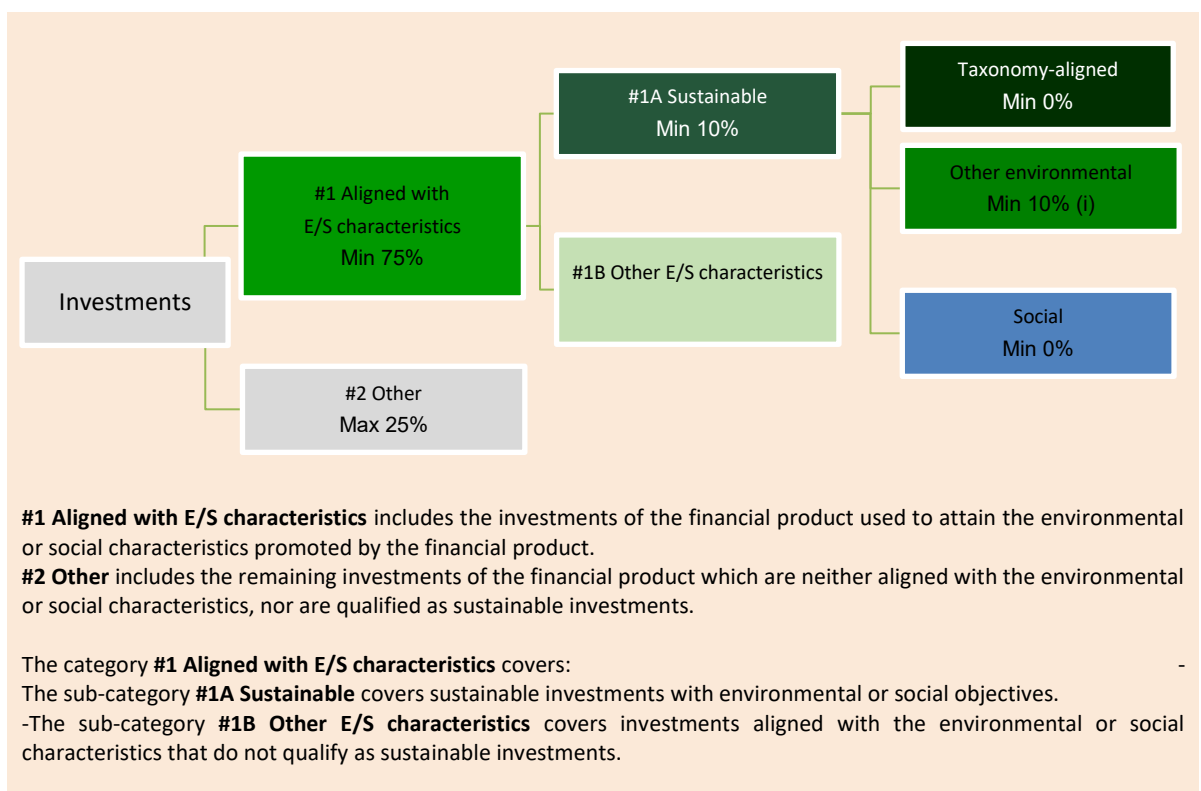 Investments
#1 Aligned with
E/S characteristics
Min 75%
#2 Other
Max 25%
#1A Sustainable
Min 10%
#1B Other E/S characteristics
Taxonomy-aligned
Min 0%
Other environmental
Min 10% (i)
Social
Min 0%
#1 Aligned with E/S characteristics includes the investments of the financial product used to attain the environmental
or social characteristics promoted by the financial product.
#2 Other includes the remaining investments of the financial product which are neither aligned with the environmental
or social characteristics, nor are qualified as sustainable investments.
The category #1 Aligned with E/S characteristics covers: -
The sub-category #1A Sustainable covers sustainable investments with environmental or social objectives.
-The sub-category #1B Other E/S characteristics covers investments aligned with the environmental or social
characteristics that do not qualify as sustainable investments.